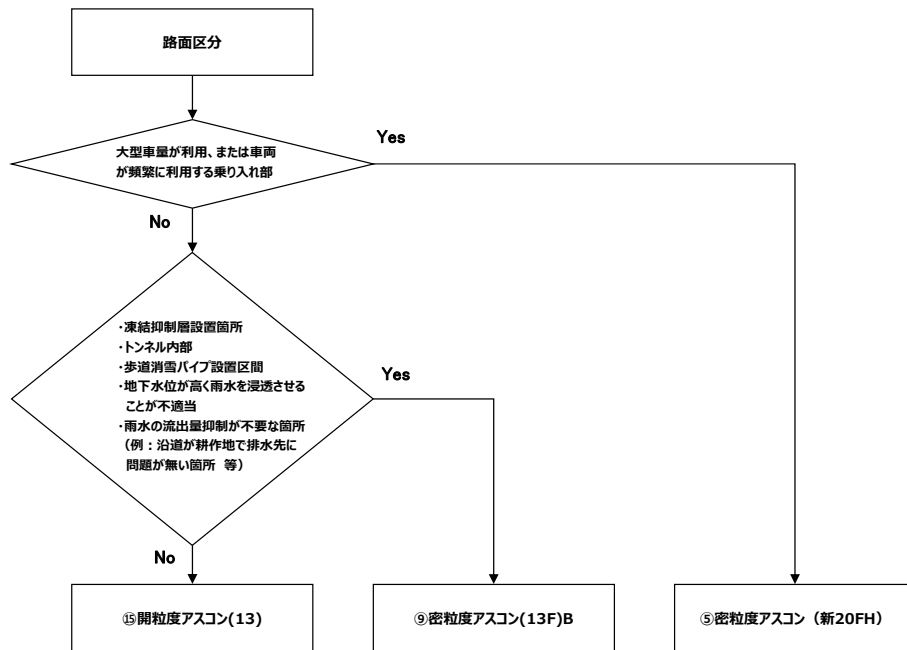 路面区分
Yes
大型車量が利用、または車両
が頻繁に利用する乗り入れ部
No
・凍結抑制層設置箇所
・トンネル内部
・歩道消雪パイプ設置区間
・地下水位が高く雨水を浸透させる
ことが不適当
・雨水の流出量抑制が不要な箇所
（例：沿道が耕作地で排水先に
問題が無い箇所 等）
Yes
No
⑮開粒度アスコン(13)
⑨密粒度アスコン(13F)B
⑤密粒度アスコン（新20FH）